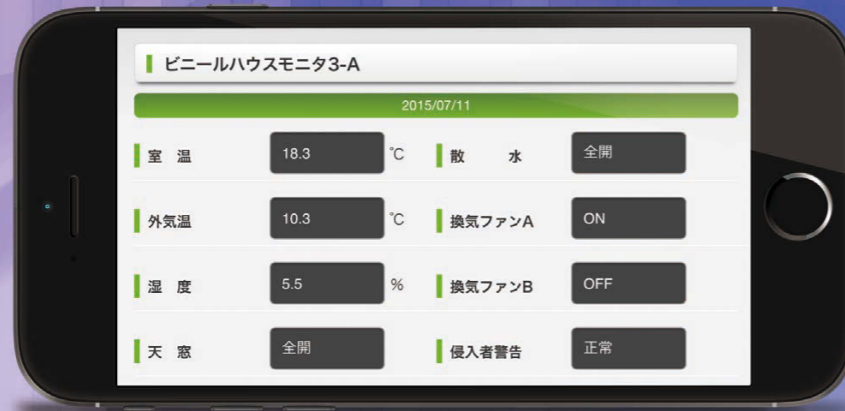 ビニールハウスモニタ3-A
2015/07/11
室 温 18.3 ℃ 散 水 全開
外気温 10.3 ℃ 換気ファンA ON
湿 度 5.5 % 換気ファンB OFF
天 窓 全開 侵入者警告 正常